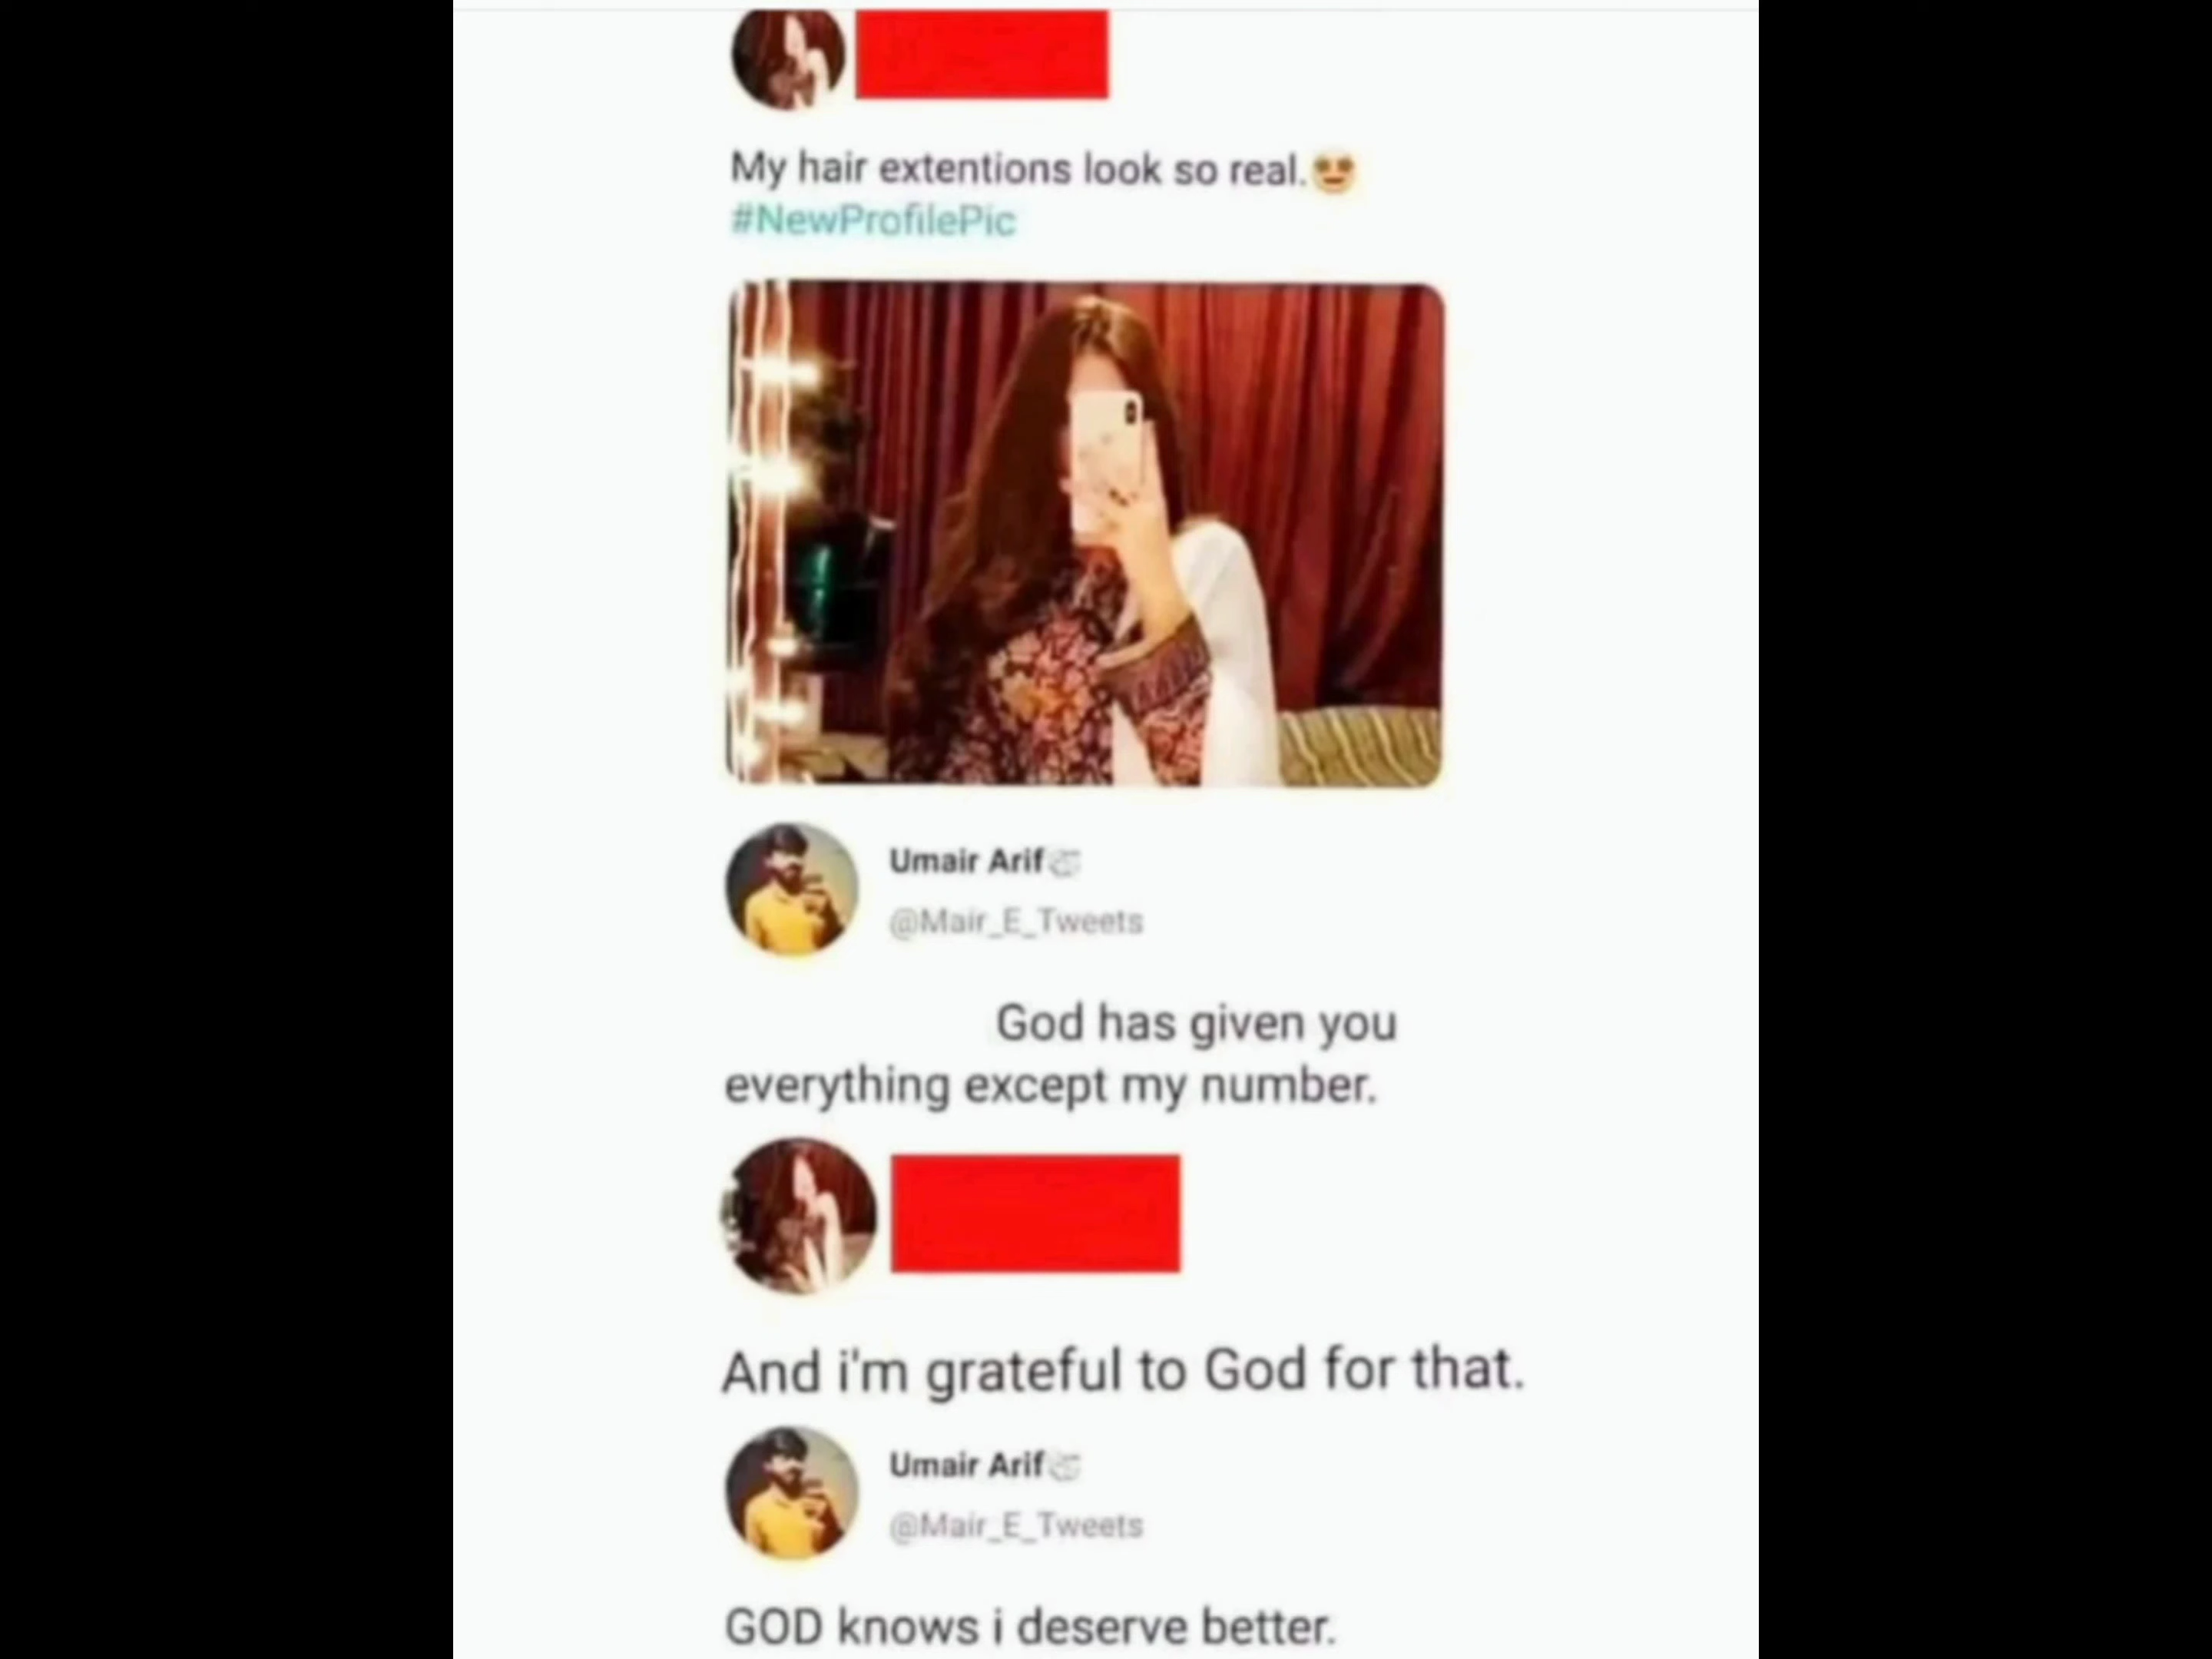 My hair extentions look so real.
#NewProfilePic
Umair Arif
@Mair_E_Tweets
God has given you
everything except my number.
And i'm grateful to God for that.
Umair Arif
@Mair_E_Tweets
GOD knows i deserve better.